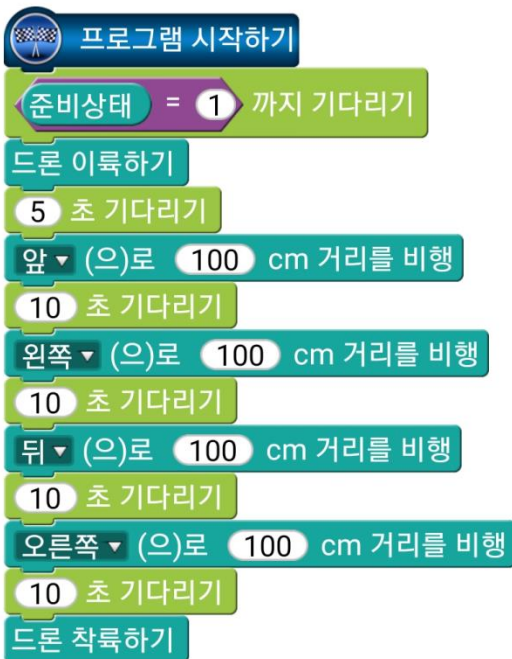 프로그램 시작하기
준비상태 = 1 까지 기다리기
드론 이륙하기
5 초 기다리기
앞 (으)로 100 cm 거리를 비행
10 초 기다리기
왼쪽 (으)로 100 cm 거리를 비행
10 초 기다리기
뒤 (으)로 100 cm 거리를 비행
10 초 기다리기
오른쪽 (으)로 100 cm 거리를 비행
10 초 기다리기
드론 착륙하기